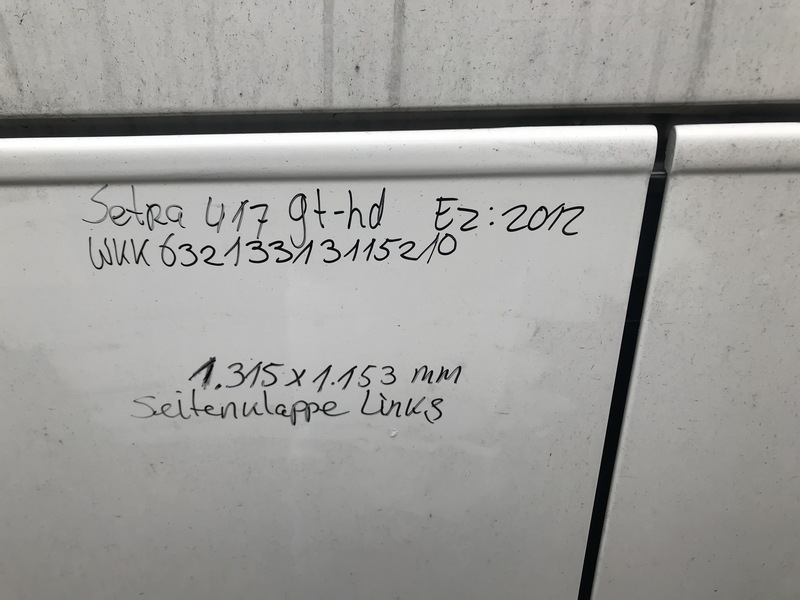 Setra 417 gt-hd EZ: 2012
WKK63213313115210
1.315 x 1.153 mm
Seitenklappe Links